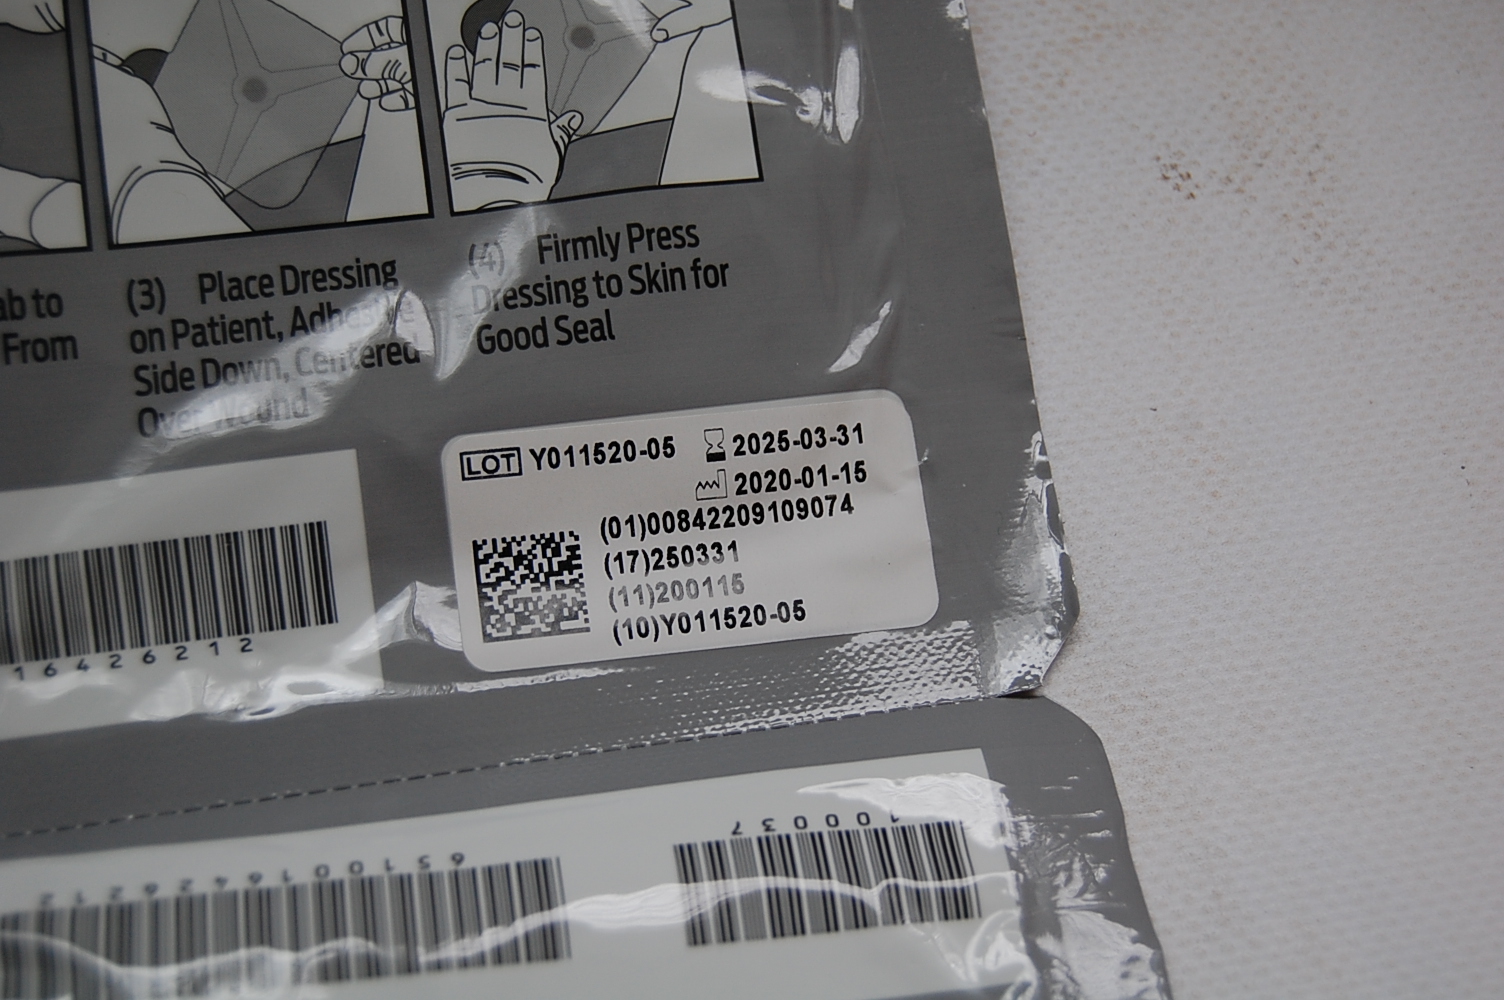 ab to
From
(3) Place Dressing
on Patient, Adhesive
Side Down, Centered
Over Wound
(4) Firmly Press
Dressing to Skin for
Good Seal
LOT Y011520-05 2025-03-31
2020-01-15
(01)00842209109074
(17)250331
(11)200115
(10)Y011520-05
16426212
100037
6510016426212